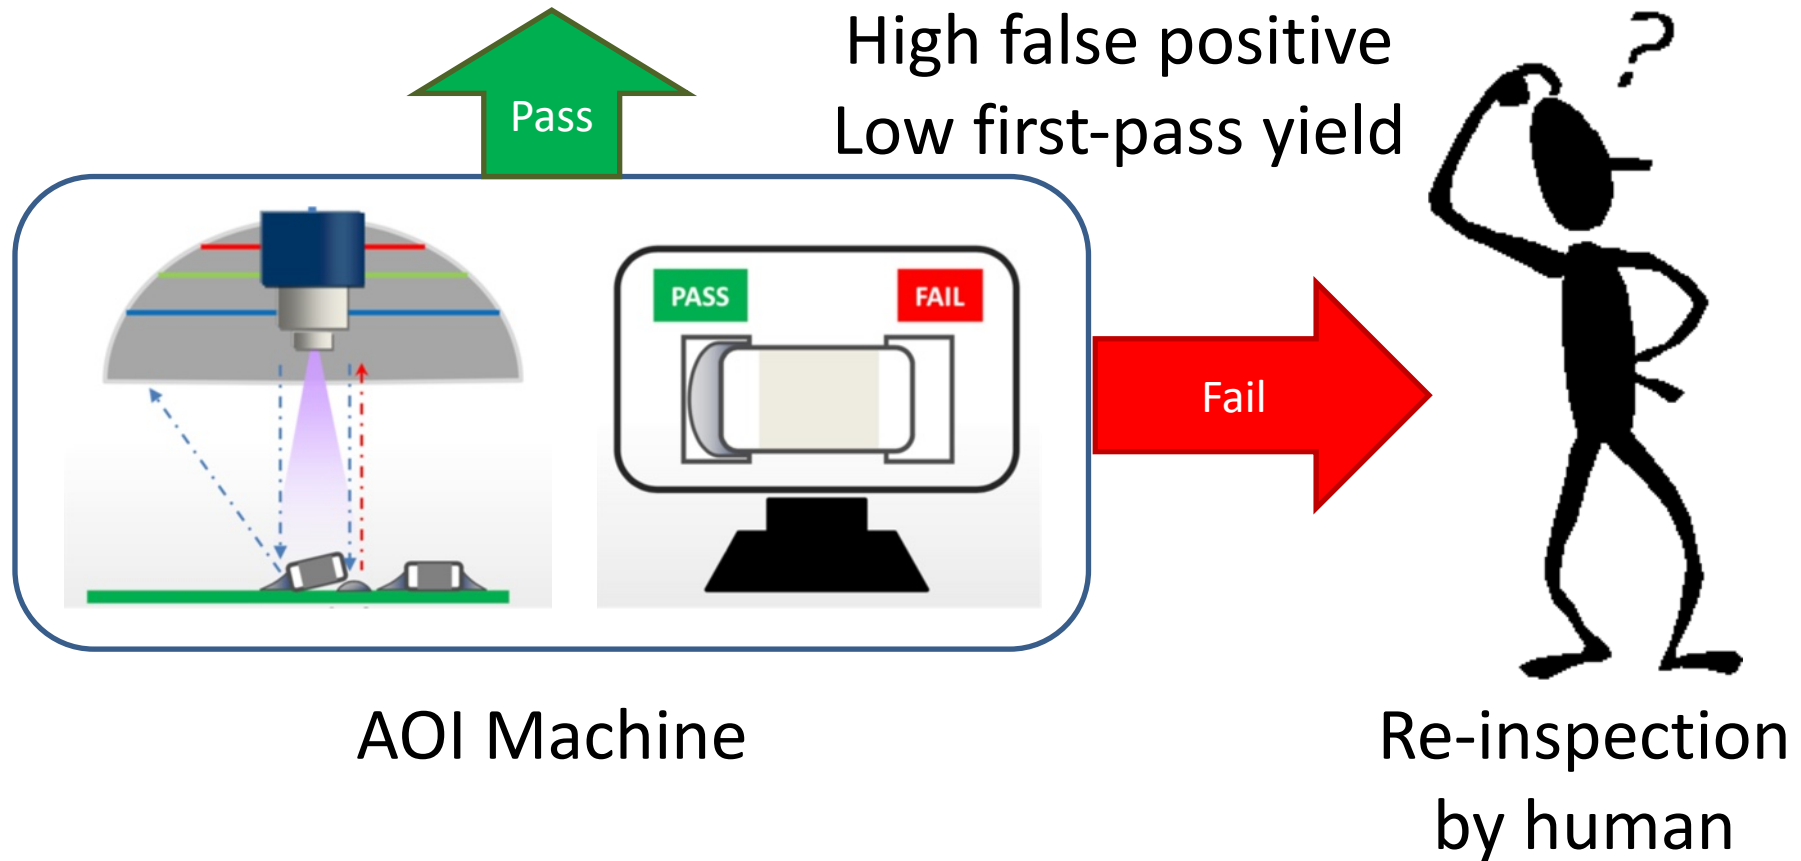 High false positive
Low first-pass yield
Pass
PASS
FAIL
Fail
?
AOI Machine
Re-inspection
by human